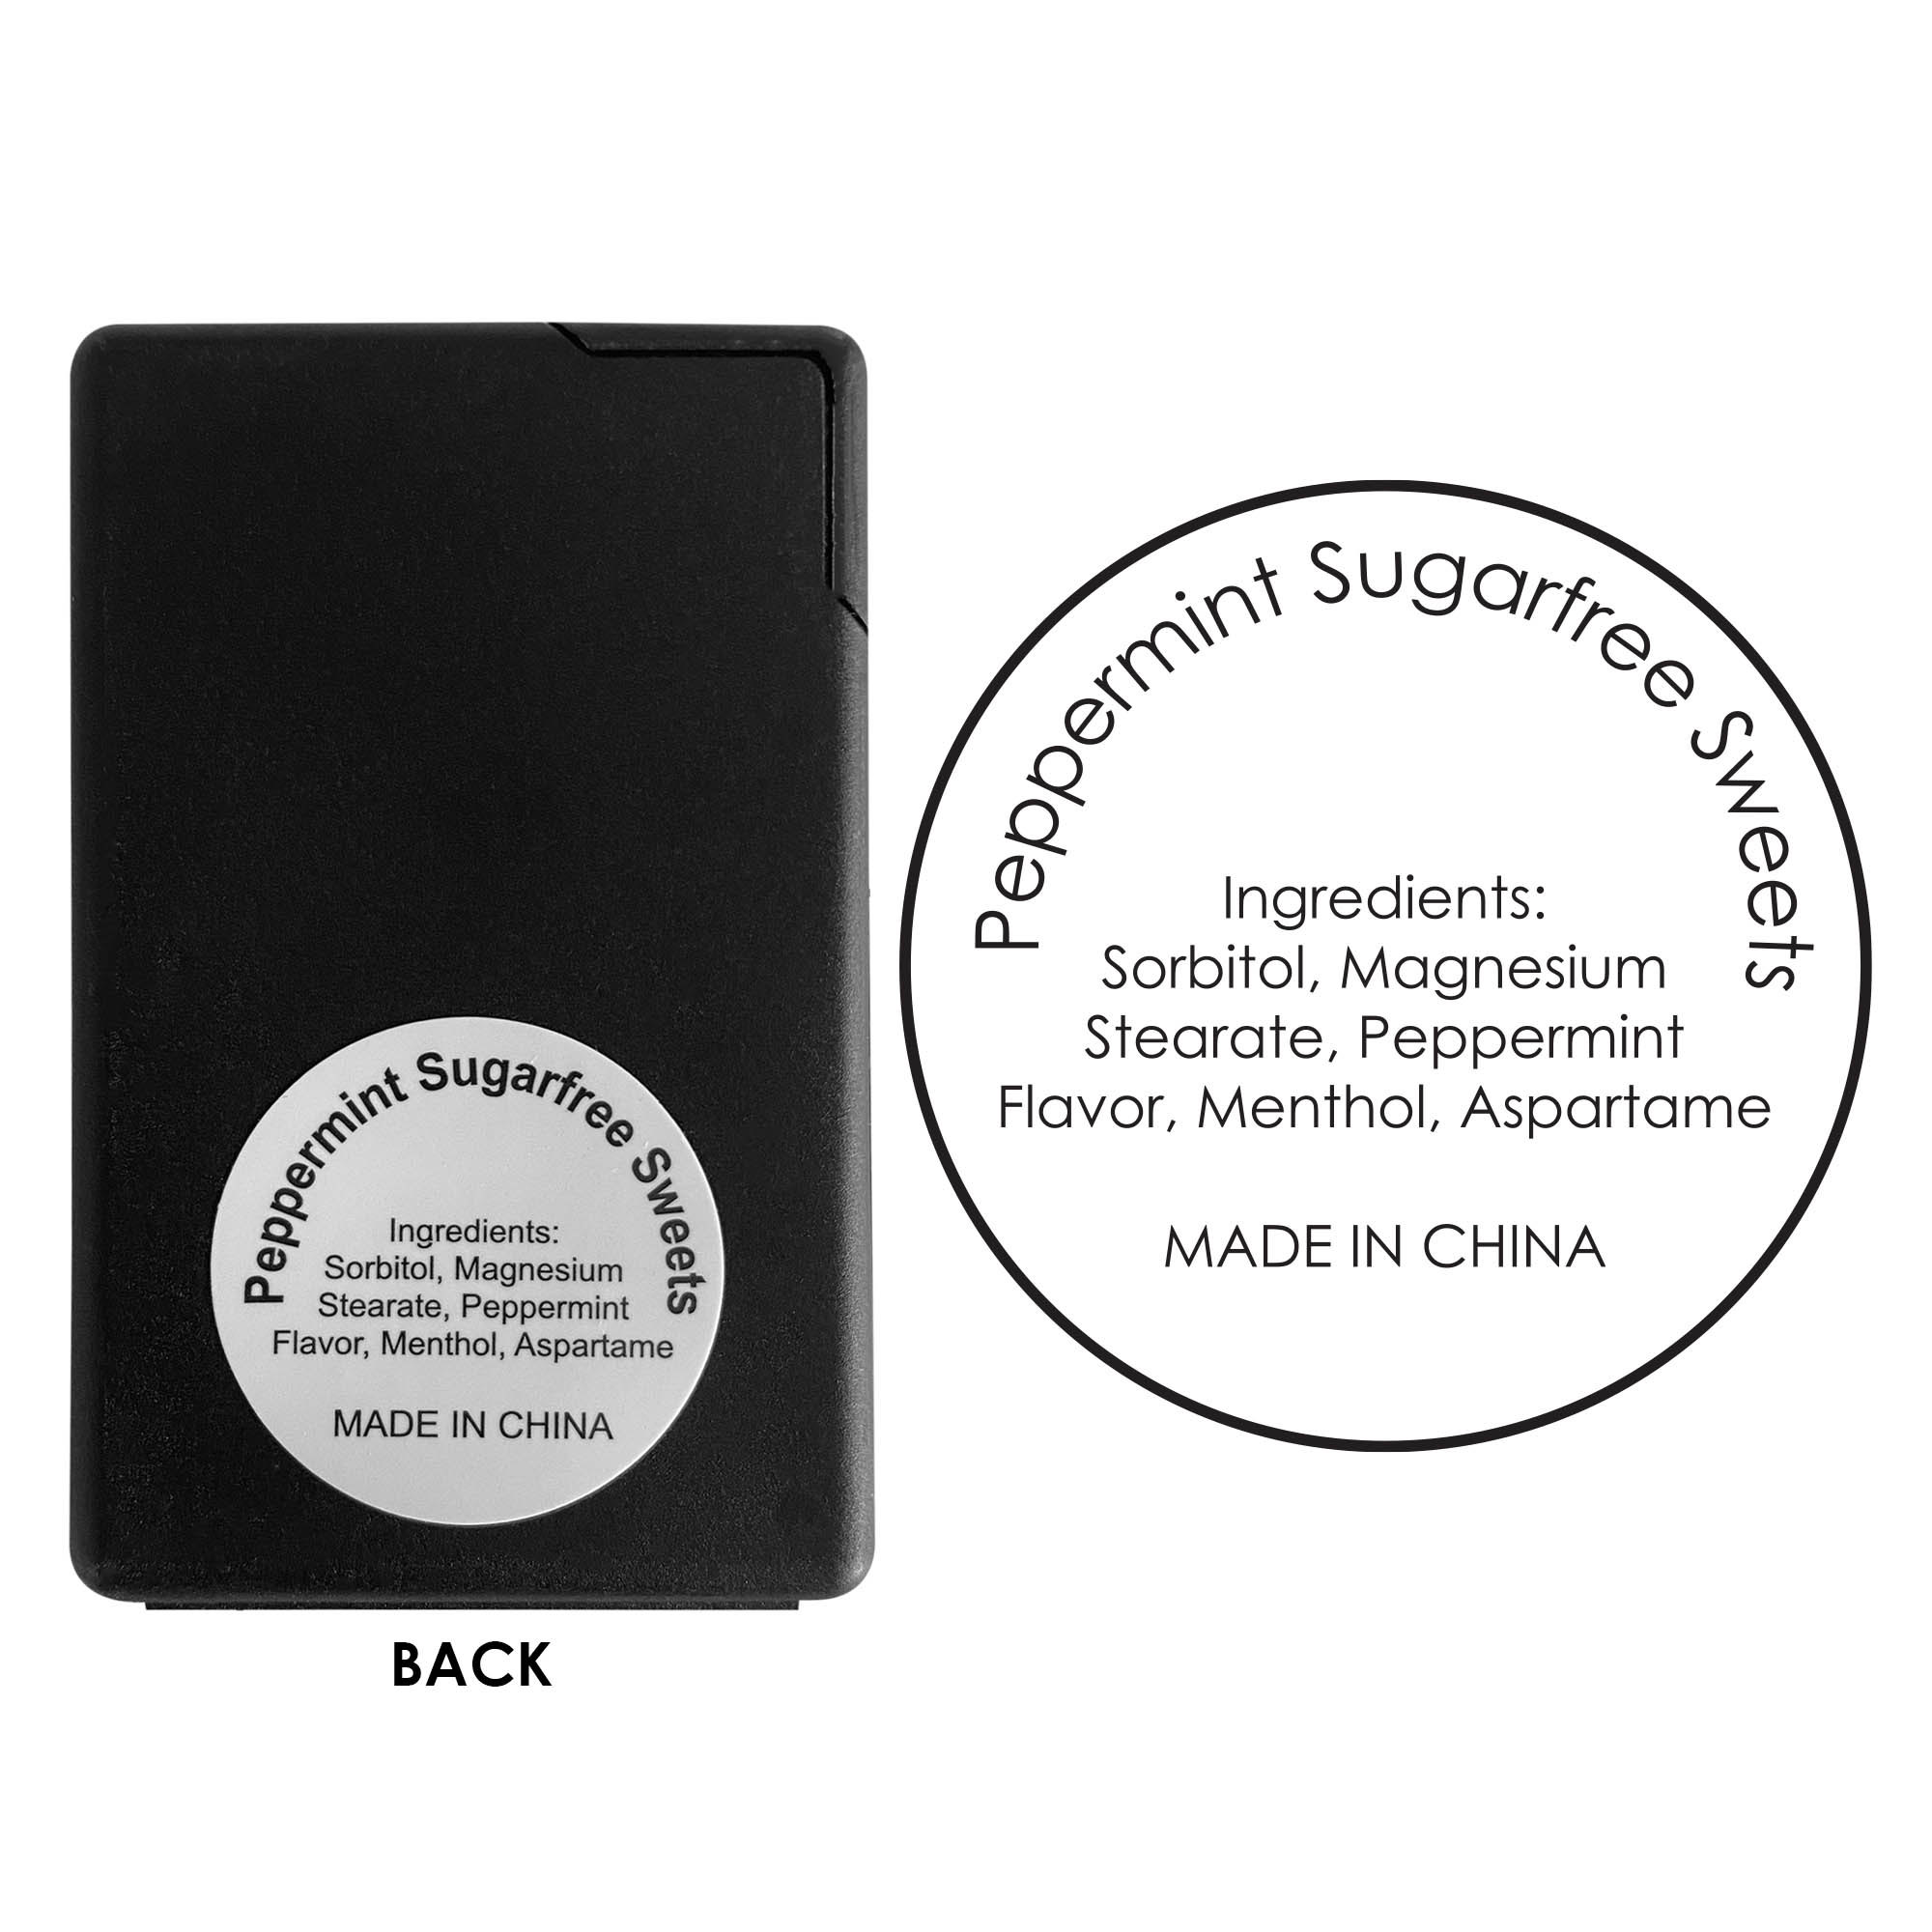 Peppermint Sugarfree Sweets
Ingredients:
Sorbitol, Magnesium
Stearate, Peppermint
Flavor, Menthol, Aspartame
MADE IN CHINA
BACK
Peppermint Sugarfree Sweets
Ingredients:
Sorbitol, Magnesium
Stearate, Peppermint
Flavor, Menthol, Aspartame
MADE IN CHINA